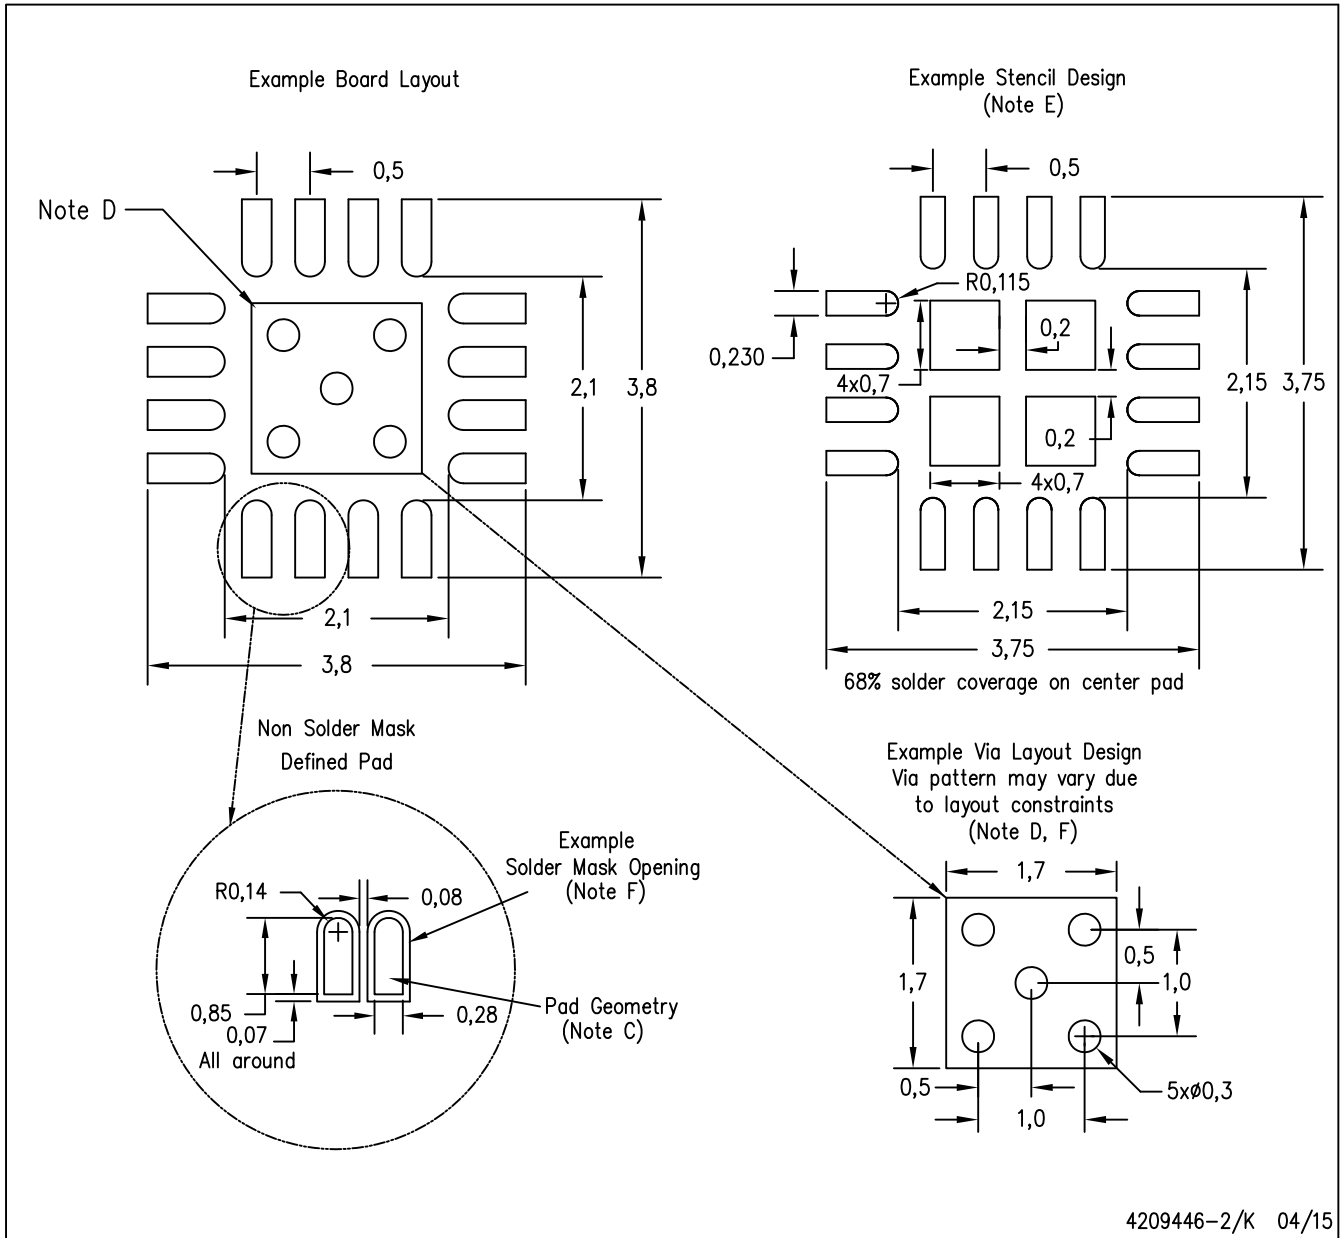 Example Board Layout
0,5
Note D
2,1
3,8
2,1
3,8
Example Stencil Design
(Note E)
0,5
R0,115
0,230
0,2
4x0,7
2,15
3,75
0,2
4x0,7
2,15
3,75
68% solder coverage on center pad
Non Solder Mask
Defined Pad
Example
Solder Mask Opening
(Note F)
R0,14
0,08
0,85
0,07
All around
0,28
Pad Geometry
(Note C)
Example Via Layout Design
Via pattern may vary due
to layout constraints
(Note D, F)
1,7
0,5
1,7
1,0
0,5
5xø0,3
1,0
4209446-2/K 04/15